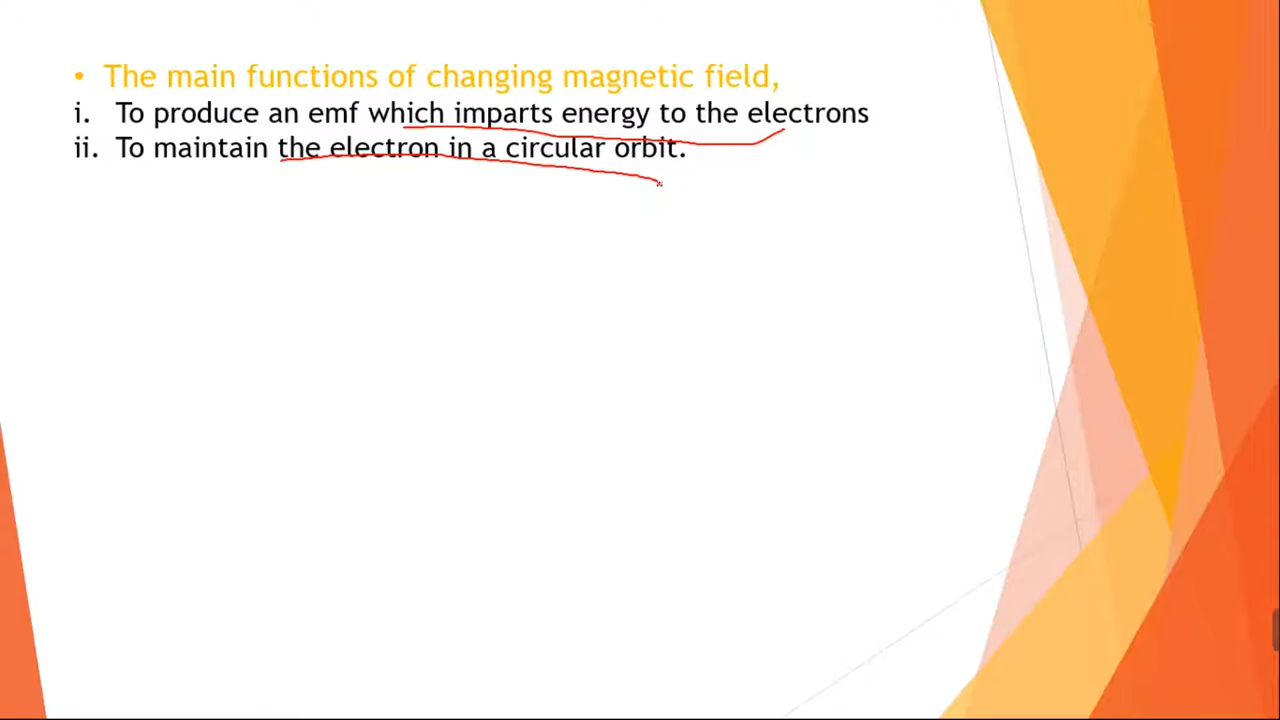 • The main functions of changing magnetic field,
i. To produce an emf which imparts energy to the electrons
ii. To maintain the electron in a circular orbit.